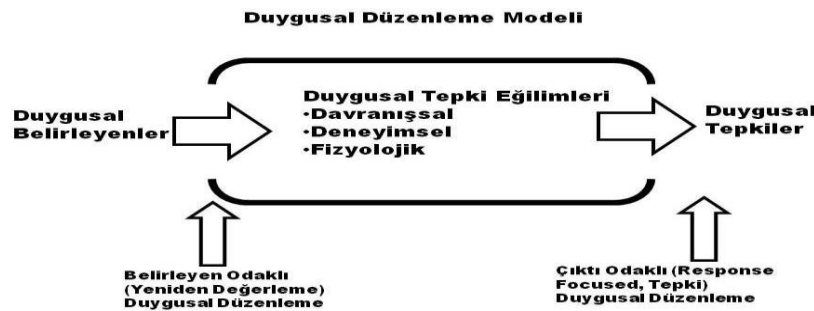 Duygusal Düzenleme Modeli
Duygusal
Belirleyenler
Duygusal Tepki Eğilimleri
•Davranışsal
•Deneyimsel
•Fizyolojik
Duygusal
Tepkiler
Belirleyen Odaklı
(Yeniden Değerleme)
Duygusal Düzenleme
Çıktı Odaklı (Response
Focused, Tepki)
Duygusal Düzenleme